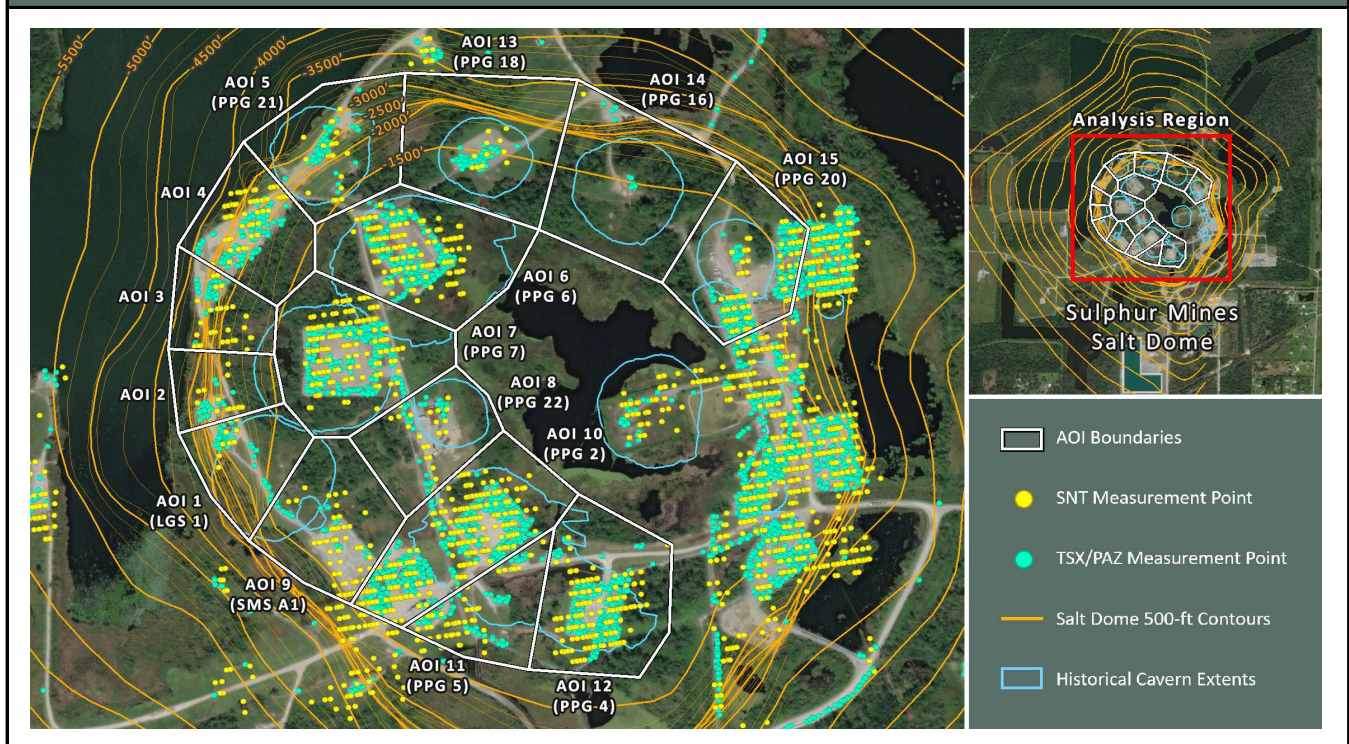 -5500'
-5000'
-4500'
-4000'
-3500'
-3000'
-2500'
-2000'
-1500'
AOI 13
(PPG 18)
AOI 5
(PPG 21)
AOI 14
(PPG 16)
AOI 15
(PPG 20)
AOI 4
AOI 6
(PPG 6)
AOI 3
AOI 7
(PPG 7)
AOI 2
AOI 8
(PPG 22)
AOI 10
(PPG 2)
AOI 1
(LGS 1)
AOI 9
(SMS A1)
AOI 11
(PPG 5)
AOI 12
(PPG 4)
Analysis Region
Sulphur Mines
Salt Dome
AOI Boundaries
SNT Measurement Point
TSX/PAZ Measurement Point
Salt Dome 500-ft Contours
Historical Cavern Extents